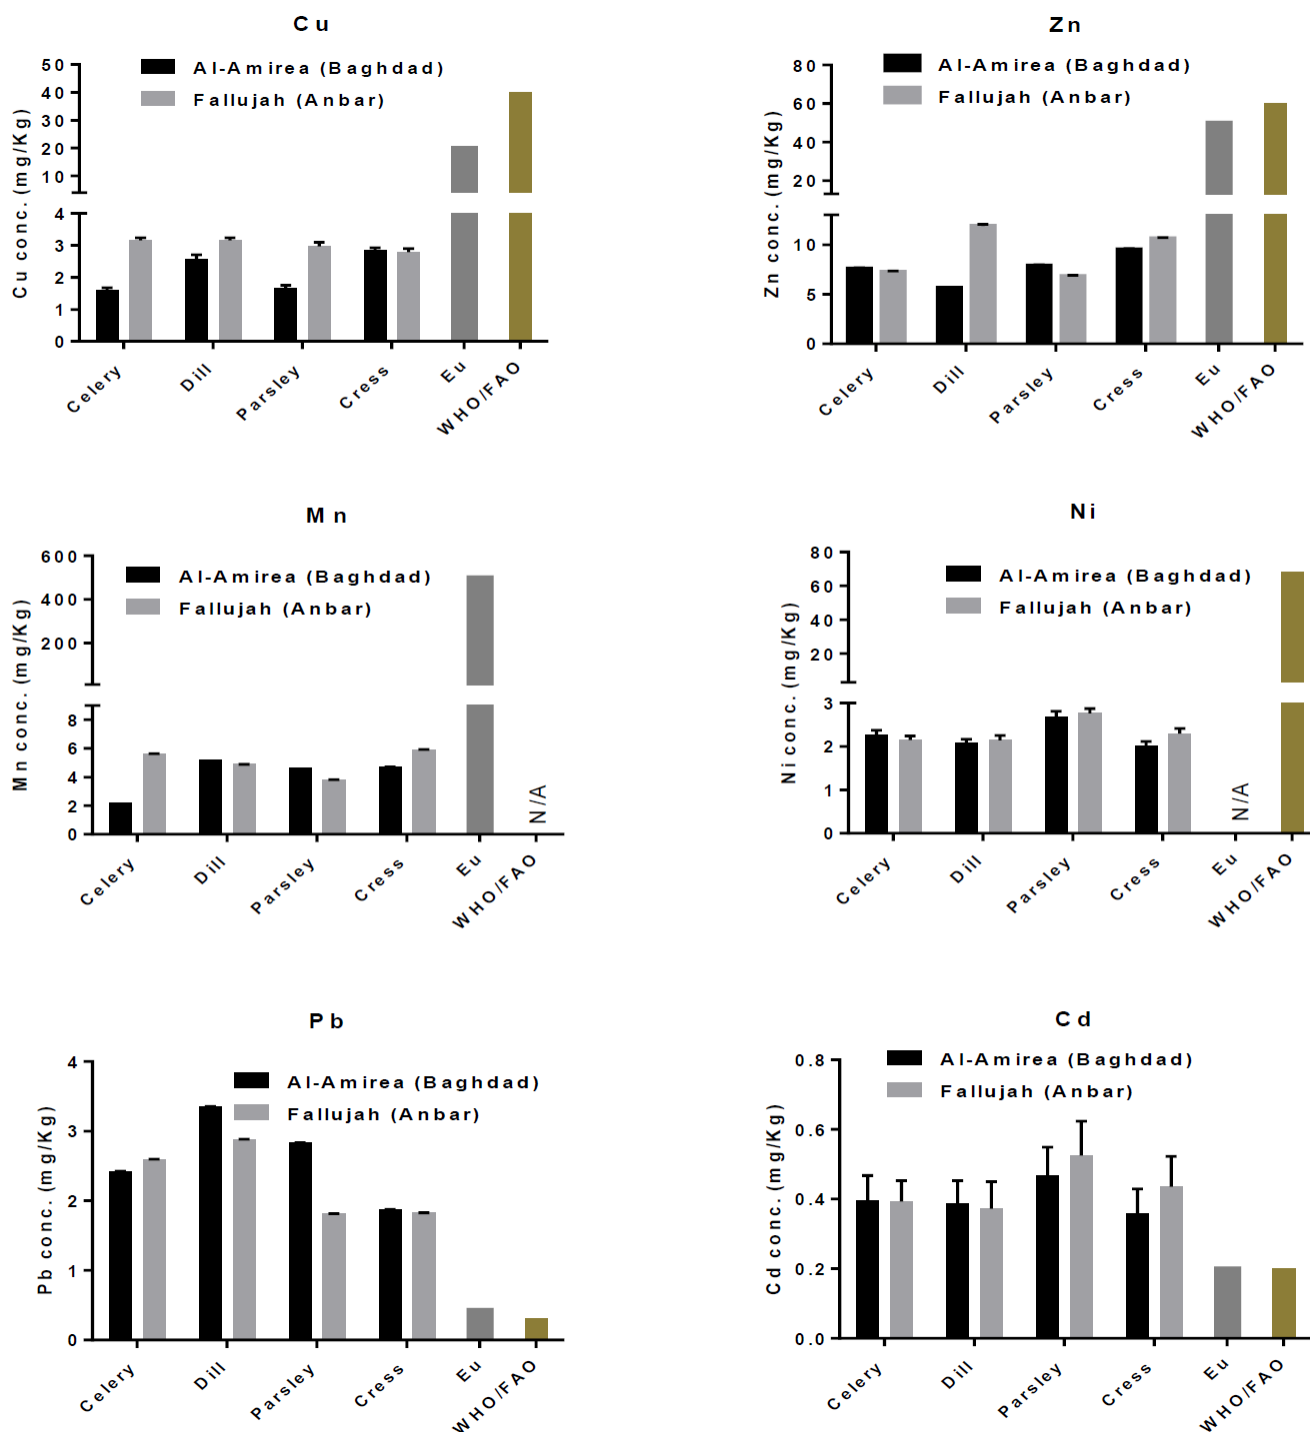 Cu
Cu conc. (mg/Kg)
50
40
30
20
10
4
3
2
1
0
Al-Amirea (Baghdad)
Fallujah (Anbar)
Celery
Dill
Parsley
Cress
Eu
WHO/FAO
Zn
Zn conc. (mg/Kg)
80
60
40
20
10
5
0
Al-Amirea (Baghdad)
Fallujah (Anbar)
Celery
Dill
Parsley
Cress
Eu
WHO/FAO
Mn
Mn conc. (mg/Kg)
600
400
200
8
6
4
2
0
Al-Amirea (Baghdad)
Fallujah (Anbar)
N/A
Celery
Dill
Parsley
Cress
Eu
WHO/FAO
Ni
Ni conc. (mg/Kg)
80
60
40
20
3
2
1
0
Al-Amirea (Baghdad)
Fallujah (Anbar)
N/A
Celery
Dill
Parsley
Cress
Eu
WHO/FAO
Pb
Pb conc. (mg/Kg)
4
3
2
1
0
Al-Amirea (Baghdad)
Fallujah (Anbar)
Celery
Dill
Parsley
Cress
Eu
WHO/FAO
Cd
Cd conc. (mg/Kg)
0.8
0.6
0.4
0.2
0.0
Al-Amirea (Baghdad)
Fallujah (Anbar)
Celery
Dill
Parsley
Cress
Eu
WHO/FAO